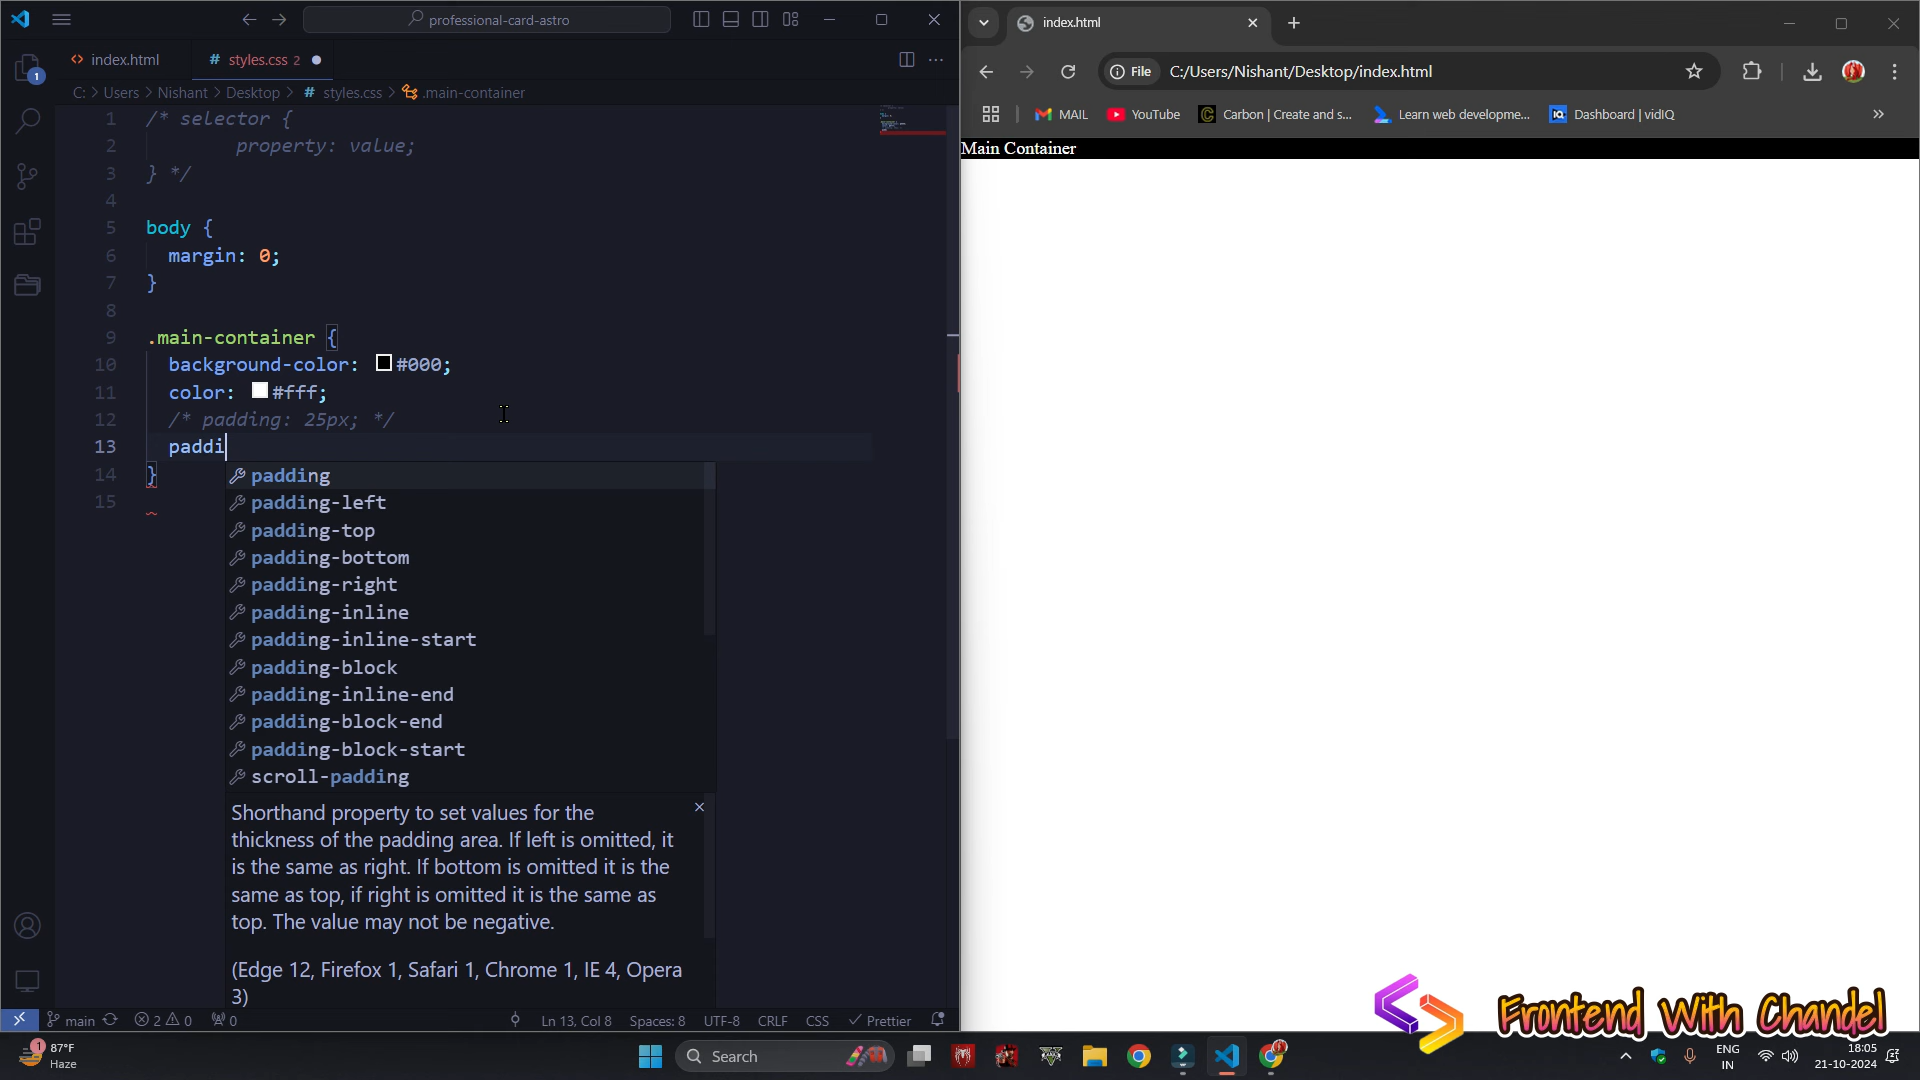 professional-card-astro
index.html
styles.css 2
C: > Users > Nishant > Desktop > # styles.css > .main-container
1 /* selector {
2 property: value;
3 } */
4
5 body {
6 margin: 0;
7 }
8
9 .main-container {
10 background-color: #000;
11 color: #fff;
12 /* padding: 25px; */
13 paddi
14 }
15
padding
padding-left
padding-top
padding-bottom
padding-right
padding-inline
padding-inline-start
padding-block
padding-inline-end
padding-block-end
padding-block-start
scroll-padding
Shorthand property to set values for the
thickness of the padding area. If left is omitted, it
is the same as right. If bottom is omitted it is the
same as top, if right is omitted it is the same as
top. The value may not be negative.
(Edge 12, Firefox 1, Safari 1, Chrome 1, IE 4, Opera
3)
1
main 2 0 0 Ln 13, Col 8 Spaces: 8 UTF-8 CRLF CSS Prettier
index.html
File C:/Users/Nishant/Desktop/index.html
MAIL YouTube Carbon | Create and s... Learn web developme... Dashboard | vidIQ
Main Container
Frontend With Chandel
1
87°F
Haze
Search
ENG
IN
18:05
21-10-2024